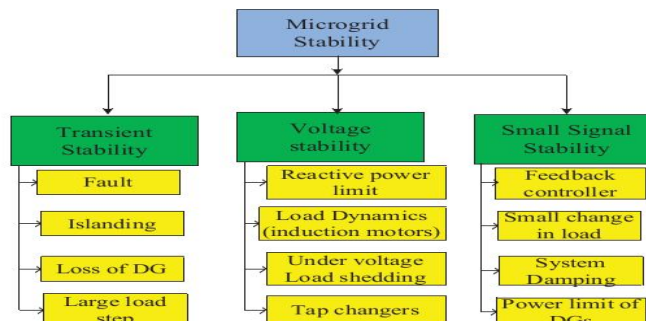 Microgrid
Stability
Transient
Stability
Fault
Islanding
Loss of DG
Large load
step
Voltage
stability
Reactive power
limit
Load Dynamics
(induction motors)
Under voltage
Load shedding
Tap changers
Small Signal
Stability
Feedback
controller
Small change
in load
System
Damping
Power limit of
DGs